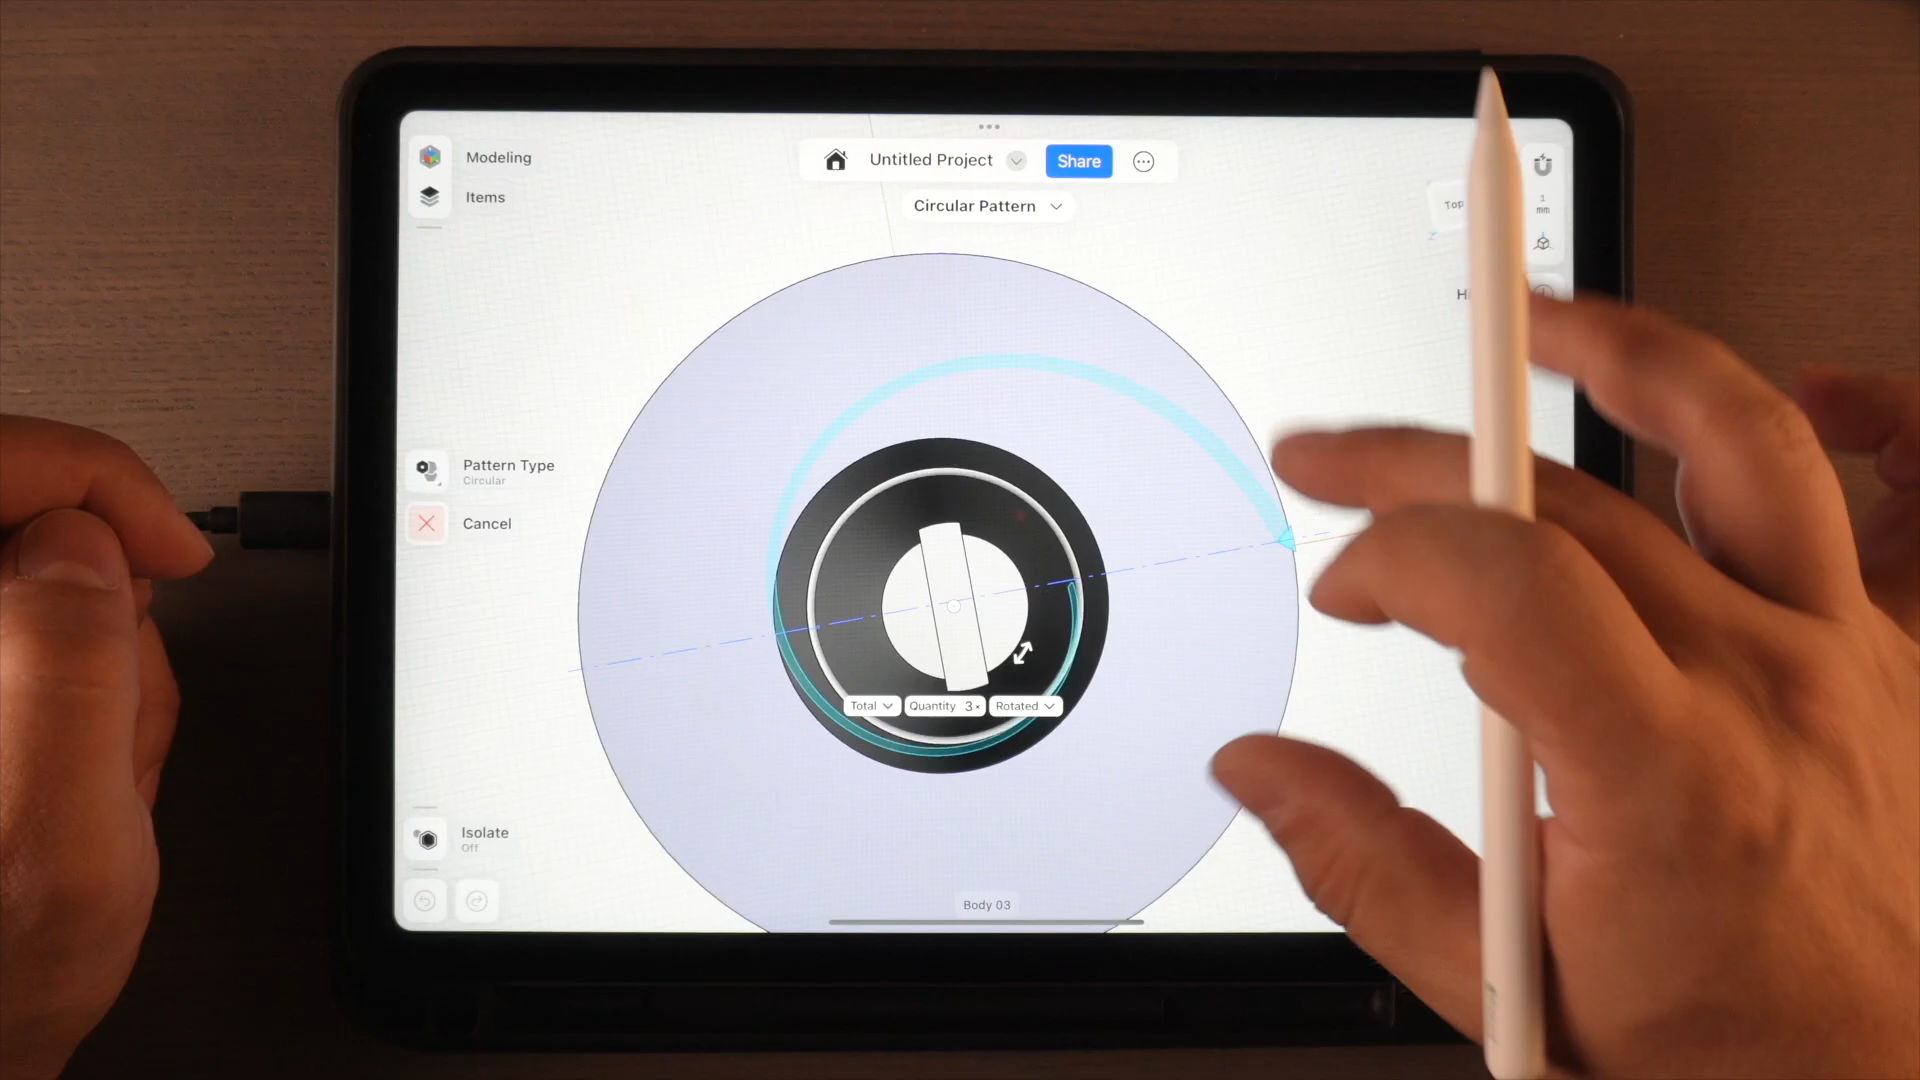 Modeling
Items
Untitled Project
Share
Circular Pattern
Top
1
mm
Pattern Type
Circular
Cancel
Total
Quantity 3×
Rotated
Isolate
Off
Body 03